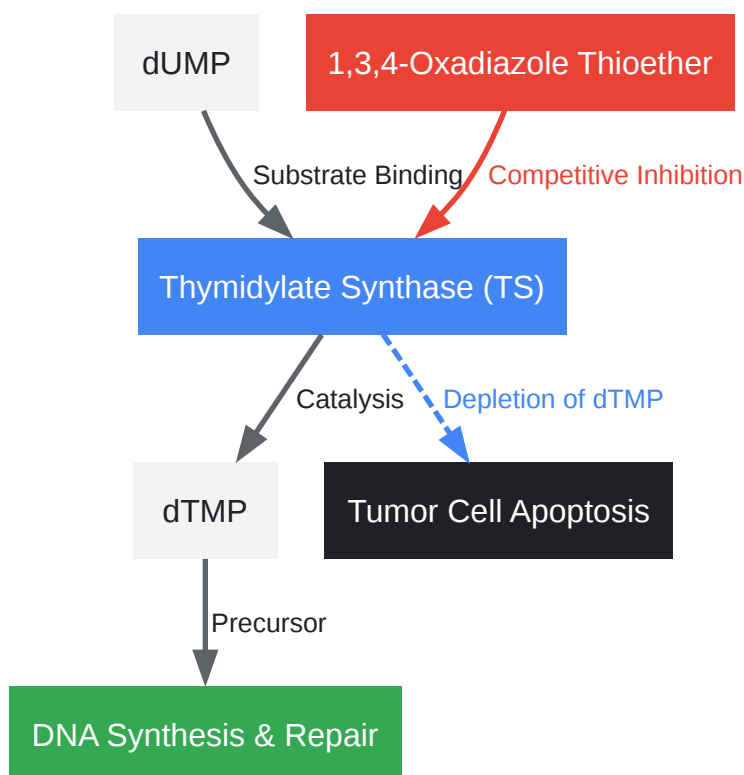 dUMP
1,3,4-Oxadiazole Thioether
Substrate Binding
Competitive Inhibition
Thymidylate Synthase (TS)
Catalysis
Depletion of dTMP
dTMP
Tumor Cell Apoptosis
Precursor
DNA Synthesis & Repair